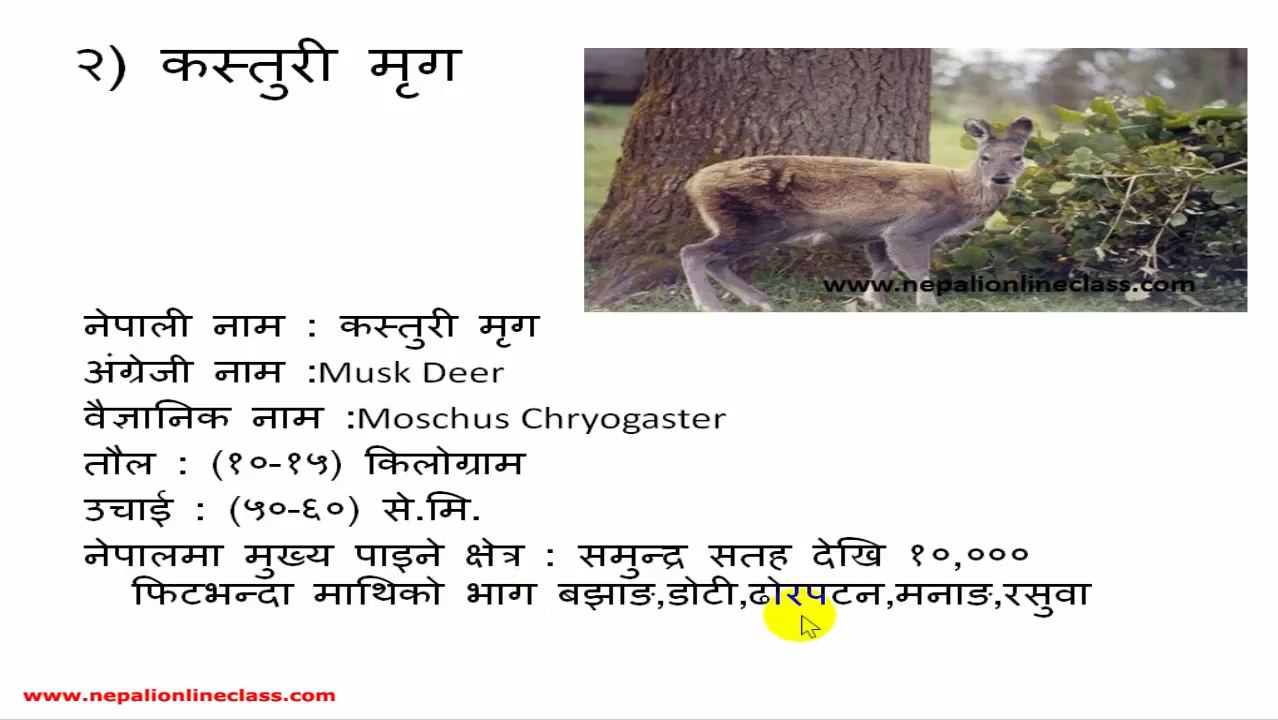 २) कस्तुरी मृग
www.nepalionlineclass.com
नेपाली नाम : कस्तुरी मृग
अंग्रेजी नाम :Musk Deer
वैज्ञानिक नाम :Moschus Chryogaster
तौल : (१०-१५) किलोग्राम
उचाई : (५०-६०) से.मि.
नेपालमा मुख्य पाइने क्षेत्र : समुन्द्र सतह देखि १०,०००
फिटभन्दा माथिको भाग बझाङ,डोटी,ढोरपटन,मनाङ,रसुवा
www.nepalionlineclass.com